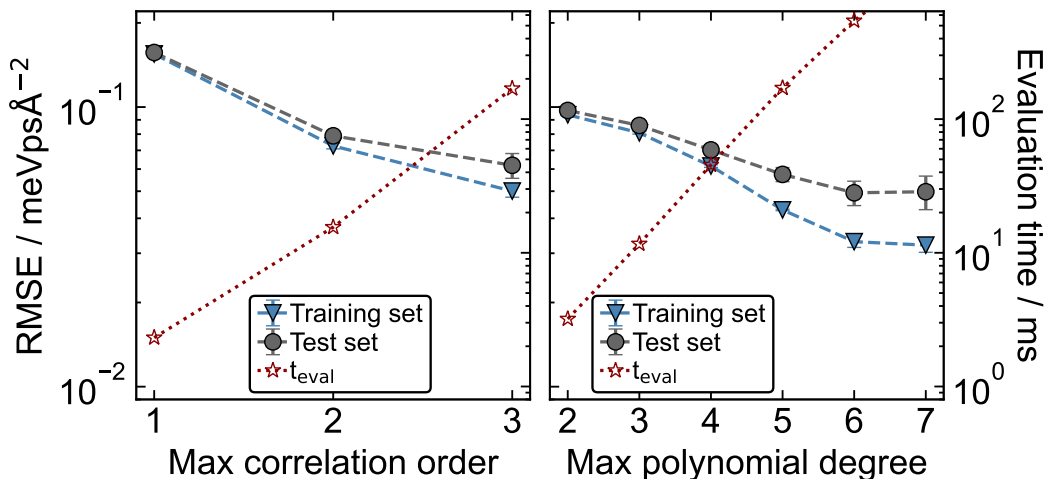 RMSE / meVpsÅ⁻²
10⁻¹
10⁻²
1
2
3
Max correlation order
Training set
Test set
t_eval
2
3
4
5
6
7
Max polynomial degree
Training set
Test set
t_eval
10²
10¹
10⁰
Evaluation time / ms